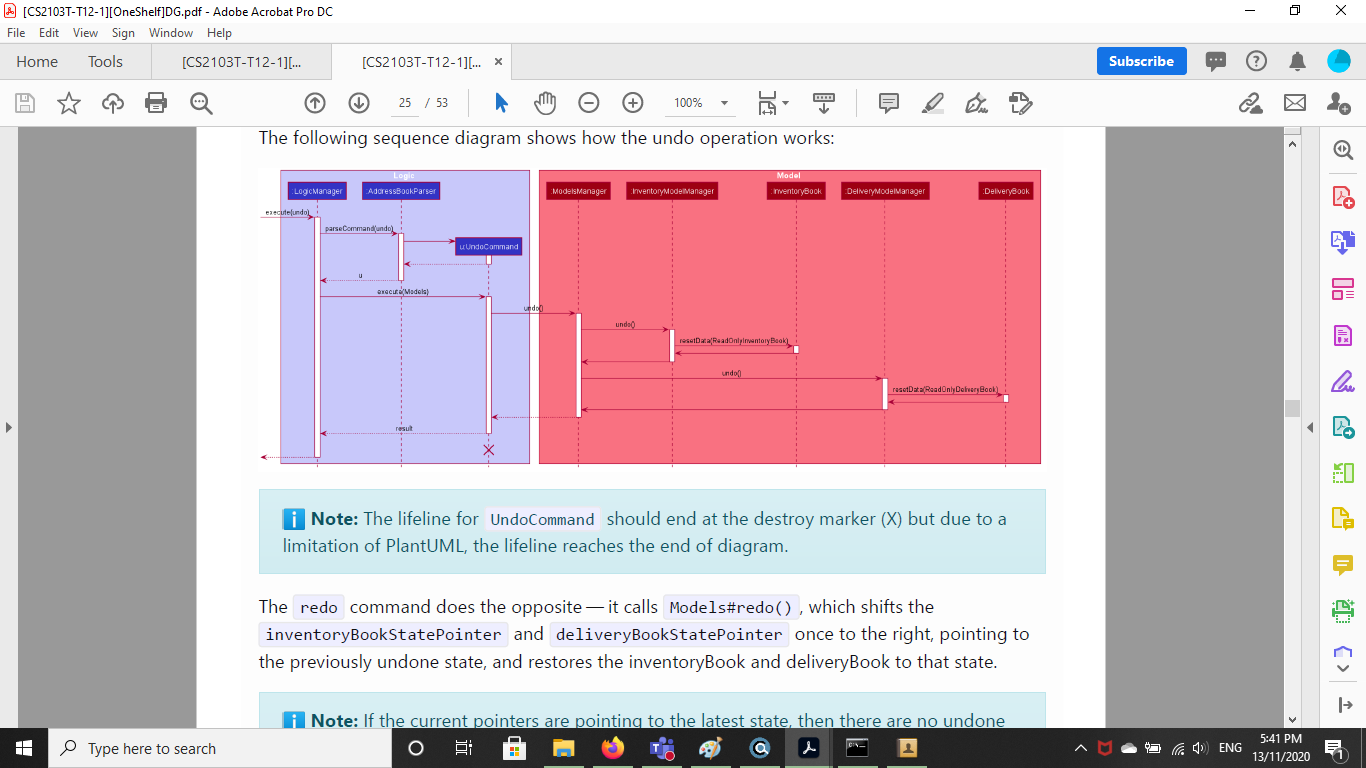 [CS2103T-T12-1][OneShelf]DG.pdf - Adobe Acrobat Pro DC
File Edit View Sign Window Help
Home Tools [CS2103T-T12-1][... [CS2103T-T12-1][... × Subscribe
25 / 53 100%
The following sequence diagram shows how the undo operation works:
Logic Model
:LogicManager :AddressBookParser :ModelsManager :InventoryModelManager :InventoryBook :DeliveryModelManager :DeliveryBook
execute(undo)
parseCommand(undo)
u:UndoCommand
u
execute(Models)
undo()
undo()
resetData(ReadOnlyInventoryBook)
undo()
resetData(ReadOnlyDeliveryBook)
result
Note: The lifeline for UndoCommand should end at the destroy marker (X) but due to a
limitation of PlantUML, the lifeline reaches the end of diagram.
The redo command does the opposite — it calls Models#redo(), which shifts the
inventoryBookStatePointer and deliveryBookStatePointer once to the right, pointing to
the previously undone state, and restores the inventoryBook and deliveryBook to that state.
Note: If the current pointers are pointing to the latest state, then there are no undone
Type here to search
ENG
5:41 PM
13/11/2020
1